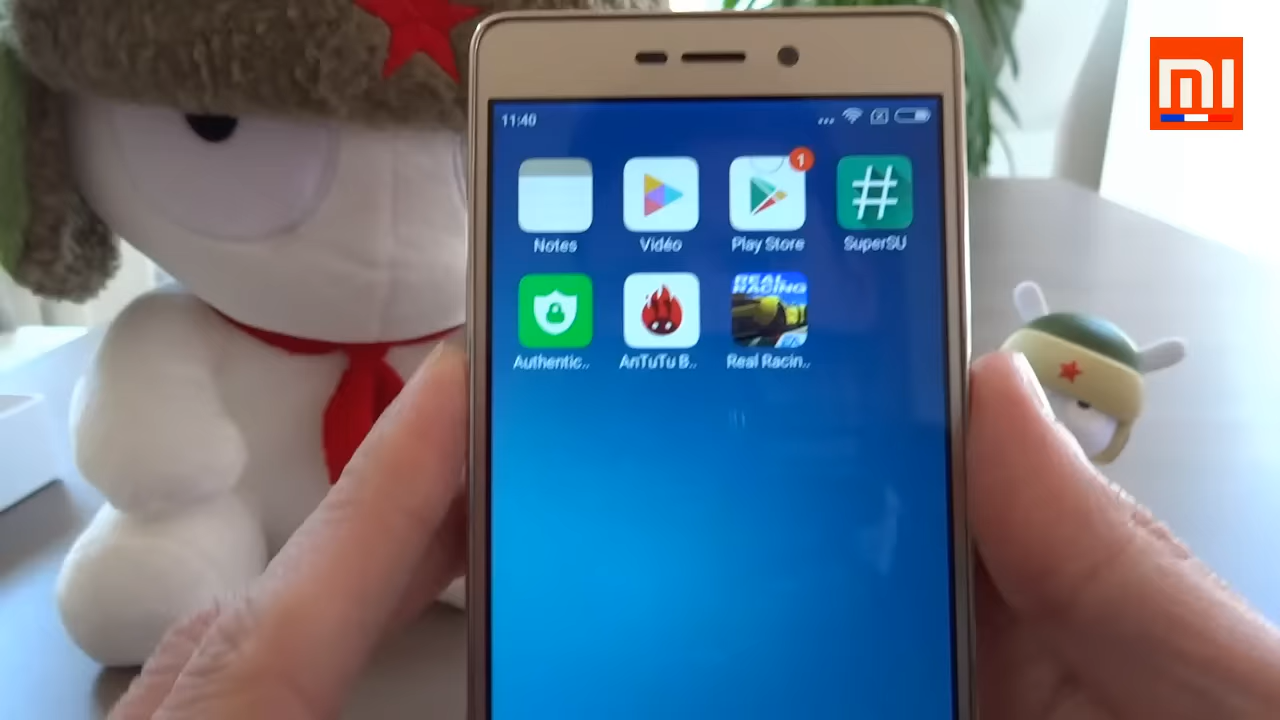 mi
11:40
1
Notes
Vidéo
Play Store
SuperSU
REAL
RACING
Authentic..
AnTuTu B..
Real Racin..